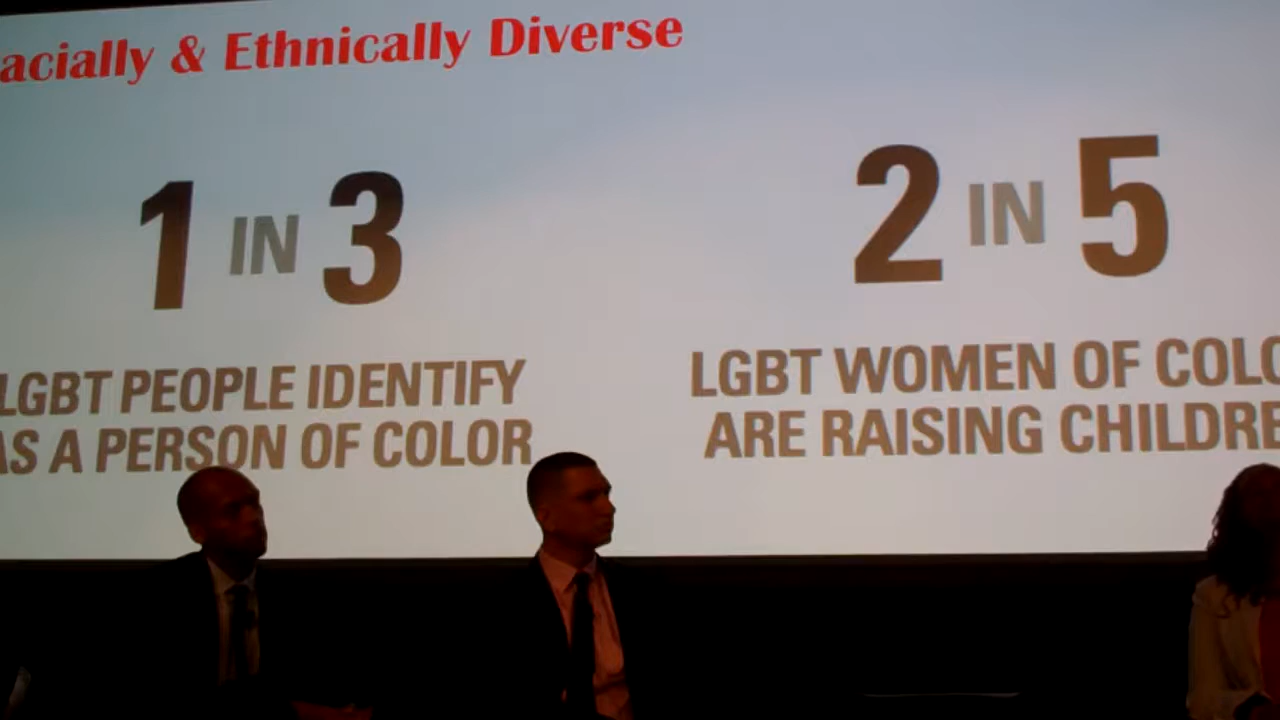 acially & Ethnically Diverse
1 IN 3
LGBT PEOPLE IDENTIFY
AS A PERSON OF COLOR
2 IN 5
LGBT WOMEN OF COLO
ARE RAISING CHILDRE